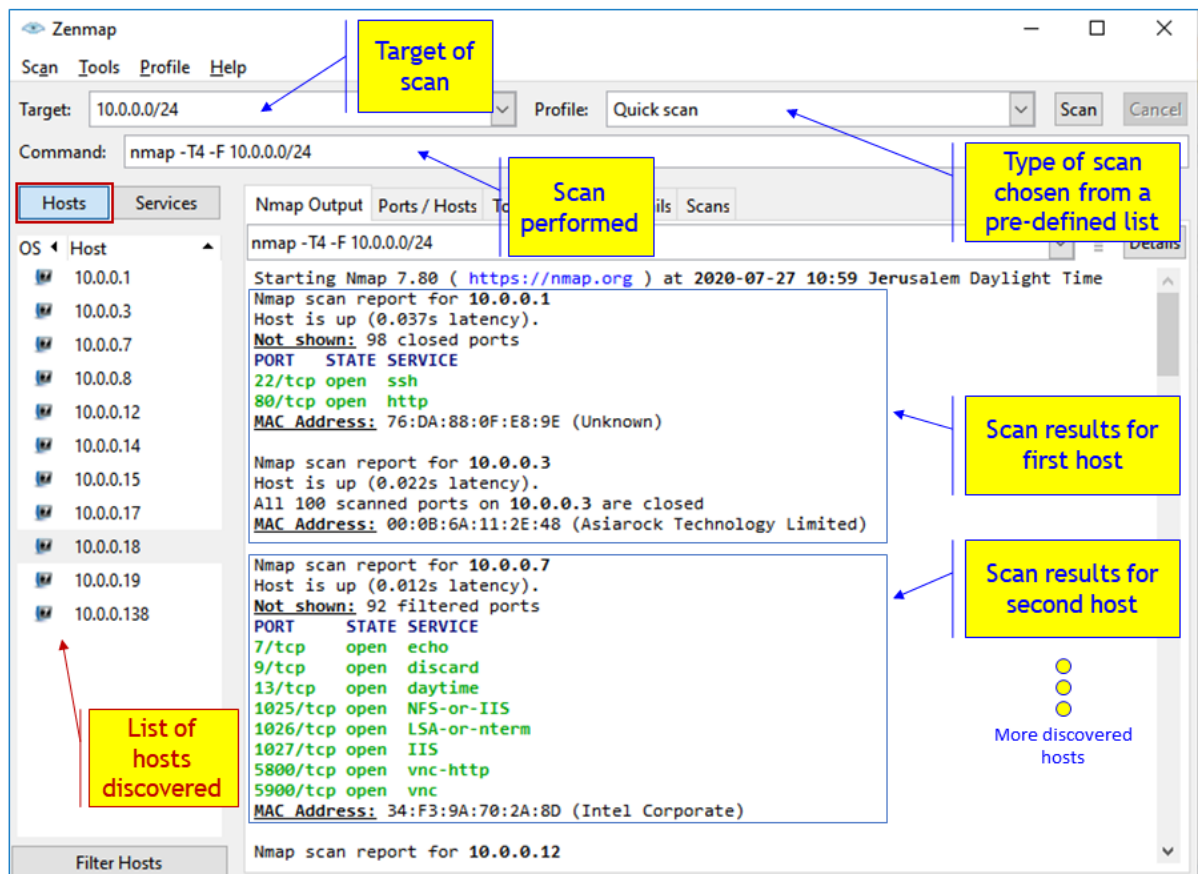 Zenmap
Scan Tools Profile Help
Target of
scan
Target: 10.0.0.0/24 Profile: Quick scan Scan Cancel
Command: nmap -T4 -F 10.0.0.0/24
Scan
performed
Type of scan
chosen from a
pre-defined list
Hosts Services
Nmap Output Ports / Hosts Scans
OS Host
nmap -T4 -F 10.0.0.0/24 Details
10.0.0.1
10.0.0.3
10.0.0.7
10.0.0.8
10.0.0.12
10.0.0.14
10.0.0.15
10.0.0.17
10.0.0.18
10.0.0.19
10.0.0.138
List of
hosts
discovered
Filter Hosts
Starting Nmap 7.80 ( https://nmap.org ) at 2020-07-27 10:59 Jerusalem Daylight Time
Nmap scan report for 10.0.0.1
Host is up (0.037s latency).
Not shown: 98 closed ports
PORT STATE SERVICE
22/tcp open ssh
80/tcp open http
MAC Address: 76:DA:88:0F:E8:9E (Unknown)
Nmap scan report for 10.0.0.3
Host is up (0.022s latency).
All 100 scanned ports on 10.0.0.3 are closed
MAC Address: 00:0B:6A:11:2E:48 (Asiarock Technology Limited)
Scan results for
first host
Nmap scan report for 10.0.0.7
Host is up (0.012s latency).
Not shown: 92 filtered ports
PORT STATE SERVICE
7/tcp open echo
9/tcp open discard
13/tcp open daytime
1025/tcp open NFS-or-IIS
1026/tcp open LSA-or-nterm
1027/tcp open IIS
5800/tcp open vnc-http
5900/tcp open vnc
MAC Address: 34:F3:9A:70:2A:8D (Intel Corporate)
Scan results for
second host
More discovered
hosts
Nmap scan report for 10.0.0.12